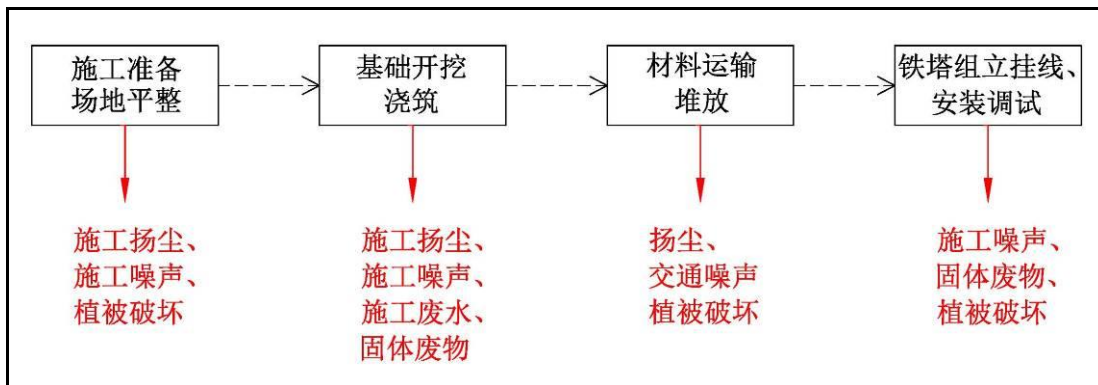 施工准备
场地平整
基础开挖
浇筑
材料运输
堆放
铁塔组立挂线、
安装调试
施工扬尘、
施工噪声、
植被破坏
施工扬尘、
施工噪声、
施工废水、
固体废物
扬尘、
交通噪声
植被破坏
施工噪声、
固体废物、
植被破坏